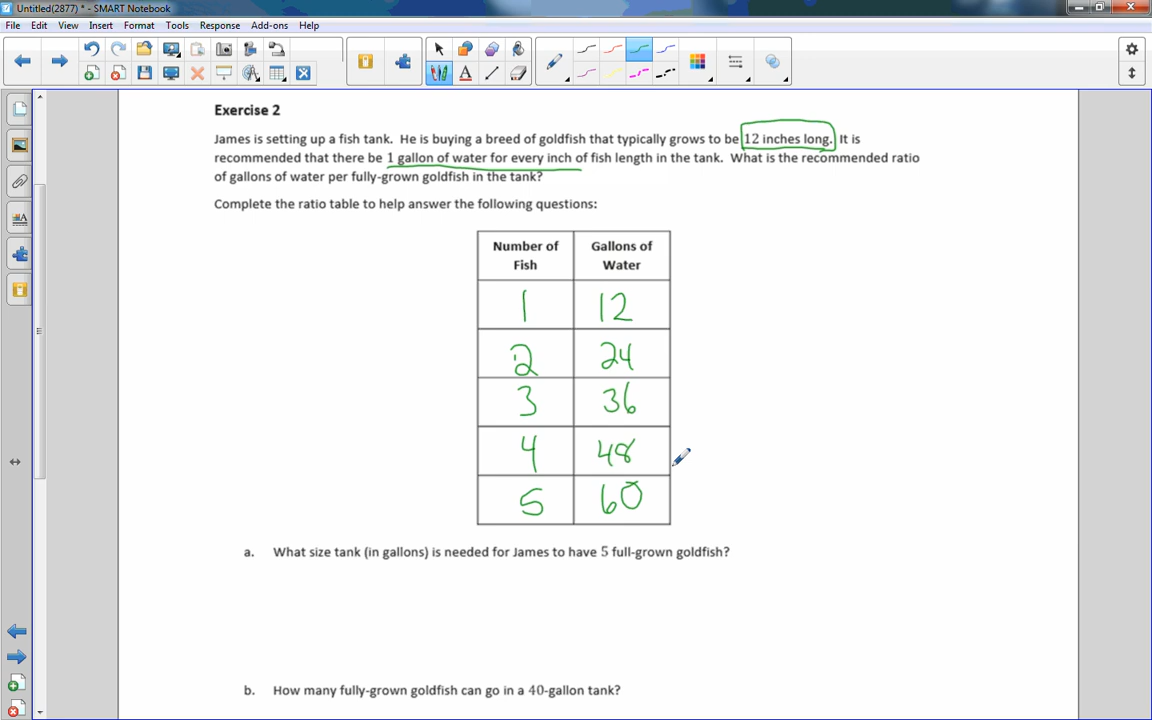 Untitled(2877) * - SMART Notebook
File Edit View Insert Format Tools Response Add-ons Help
Exercise 2
James is setting up a fish tank. He is buying a breed of goldfish that typically grows to be 12 inches long. It is
recommended that there be 1 gallon of water for every inch of fish length in the tank. What is the recommended ratio
of gallons of water per fully-grown goldfish in the tank?
Complete the ratio table to help answer the following questions:
Number of Fish Gallons of Water
1 12
2 24
3 36
4 48
5 60
a. What size tank (in gallons) is needed for James to have 5 full-grown goldfish?
b. How many fully-grown goldfish can go in a 40-gallon tank?